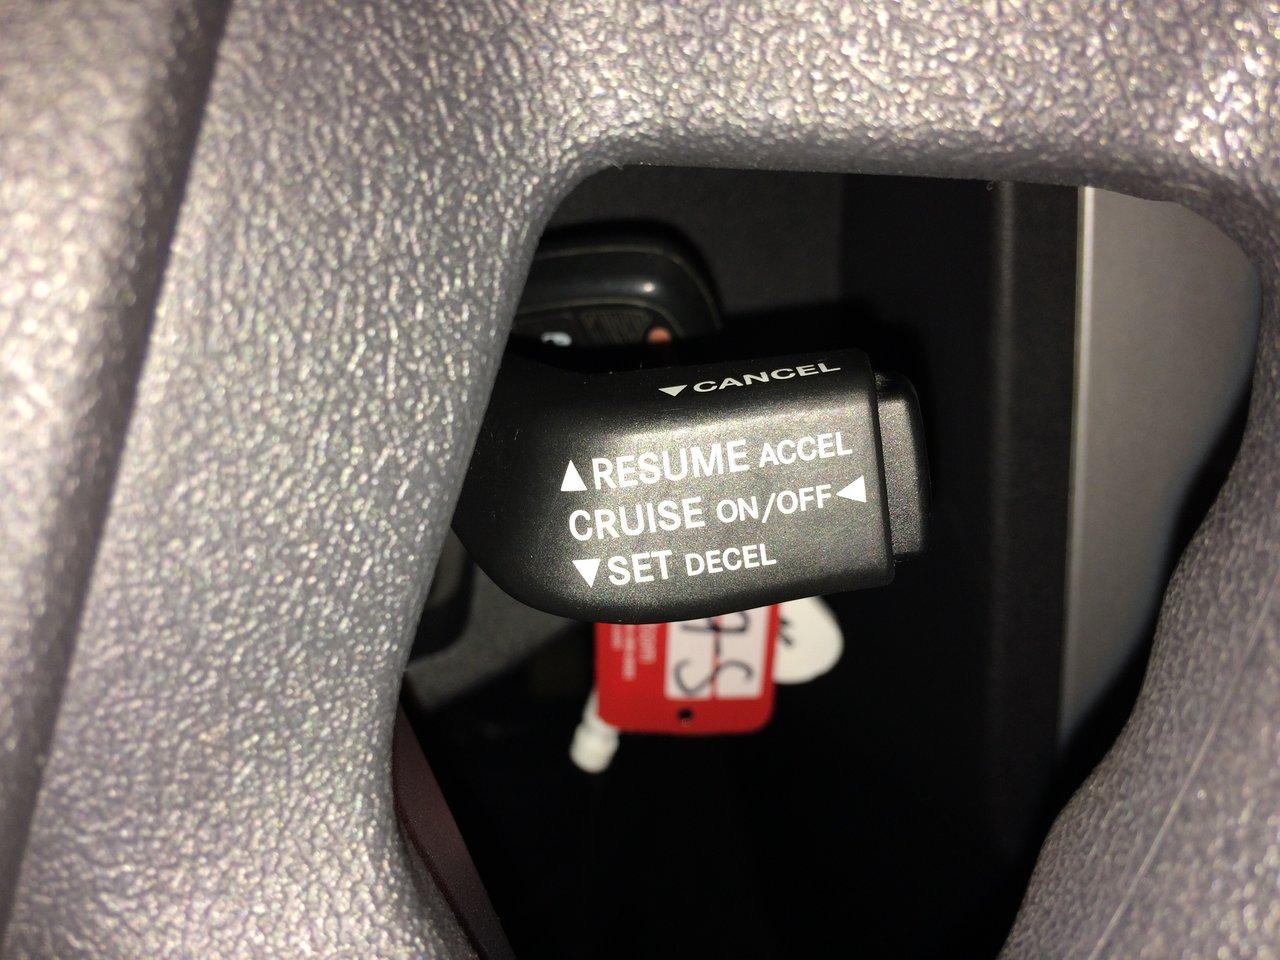 ▼CANCEL
▲RESUME ACCEL
CRUISE ON/OFF◀
▼SET DECEL